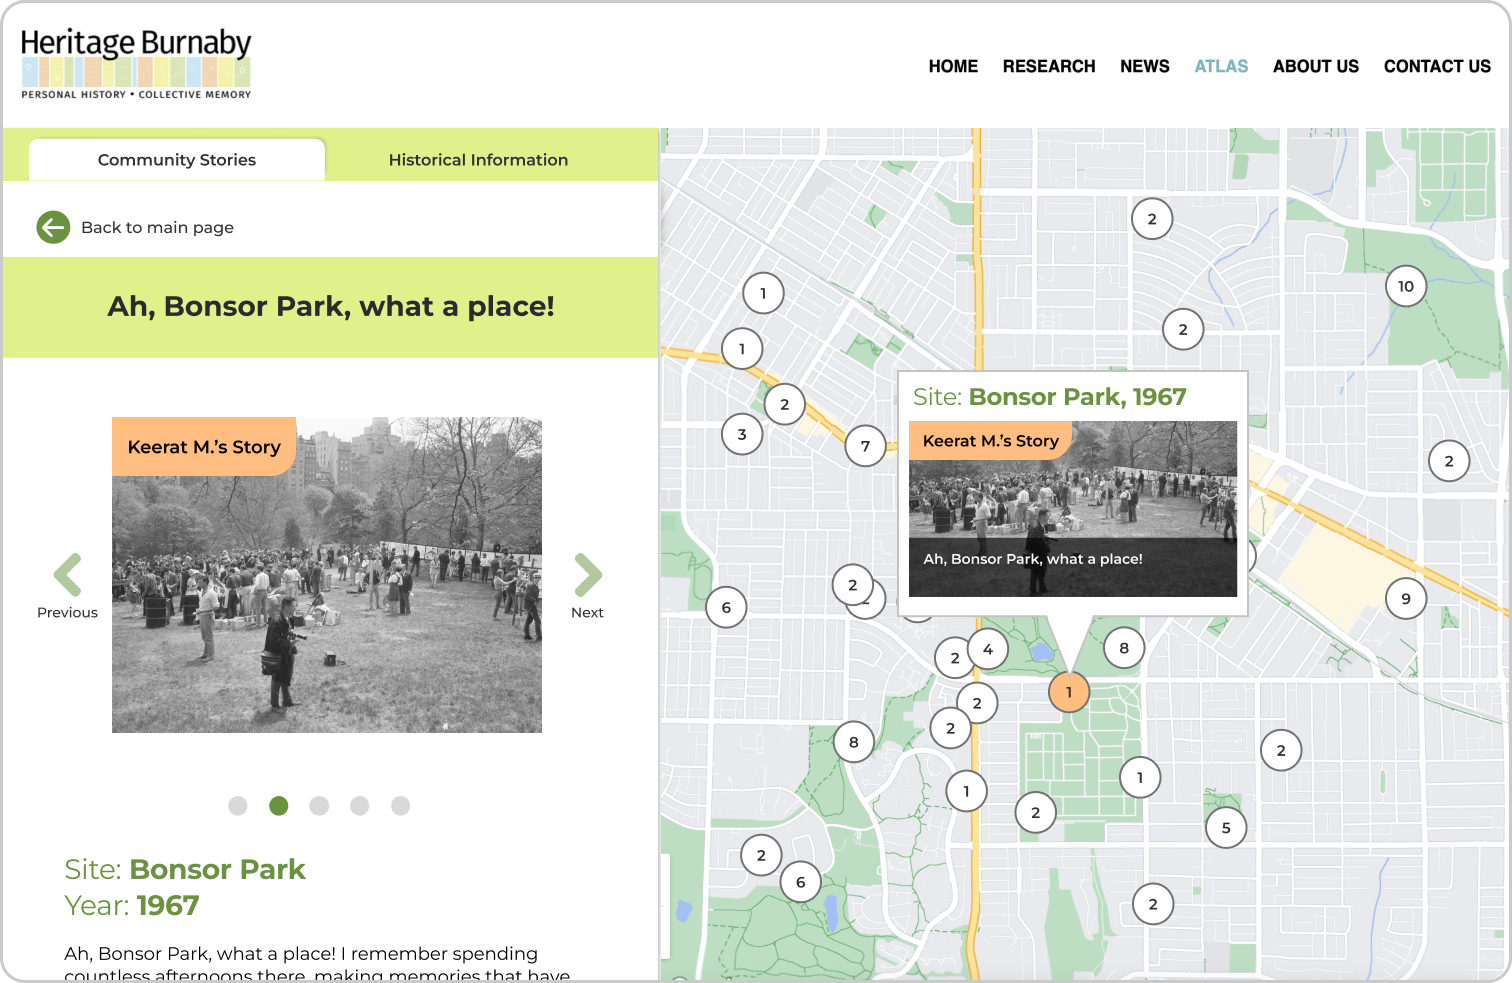 Heritage Burnaby
PERSONAL HISTORY • COLLECTIVE MEMORY
HOME RESEARCH NEWS ATLAS ABOUT US CONTACT US
Community Stories
Historical Information
Back to main page
Ah, Bonsor Park, what a place!
Keerat M.'s Story
Previous
Next
Site: Bonsor Park
Year: 1967
Ah, Bonsor Park, what a place! I remember spending
countless afternoons there, making memories that have
2
10
1
2
1
2
3
7
2
Site: Bonsor Park, 1967
Keerat M.'s Story
Ah, Bonsor Park, what a place!
2
6
9
2
4
8
1
2
2
8
2
1
1
2
5
2
6
2